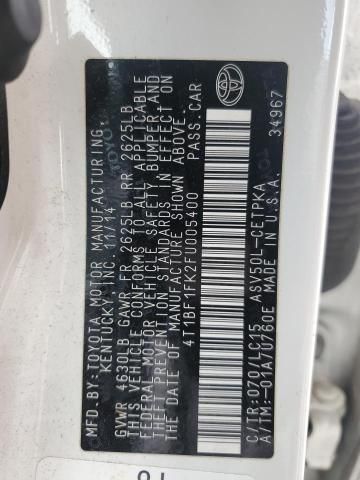 MFD.BY:TOYOTA MOTOR MANUFACTURING,
KENTUCKY, INC. 11/14
GVWR 4630LB GAWR FR 2625LB RR 2625LB
THIS VEHICLE CONFORMS TO ALL APPLICABLE
FEDERAL MOTOR VEHICLE SAFETY BUMPER,AND
THEFT PREVENTION STANDARDS IN EFFECT ON
THE DATE OF MANUFACTURE SHOWN ABOVE.
4T1BF1FK2FU005400 PASS.CAR
C/TR:070/LC15 ASV50L-CETPKA
A/TM:-01A/U760E MADE IN U.S.A.
34967